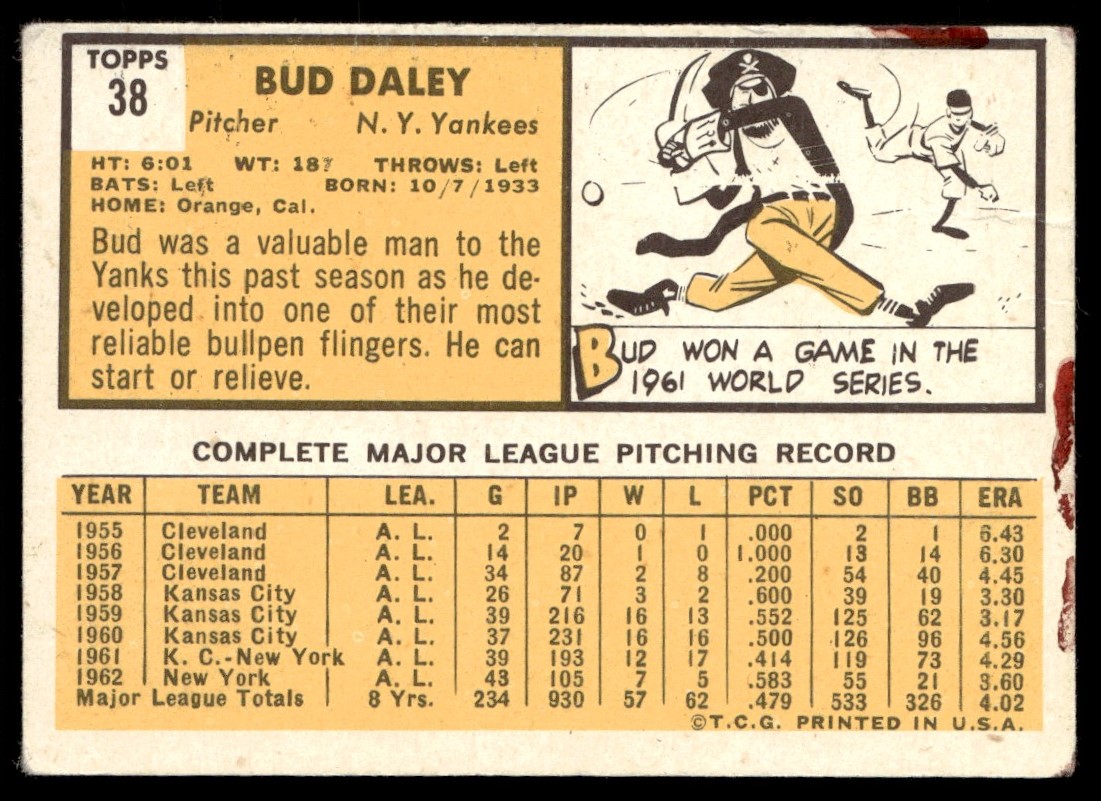 TOPPS
38
BUD DALEY
Pitcher N. Y. Yankees
HT: 6:01 WT: 187 THROWS: Left
BATS: Left BORN: 10/7/1933
HOME: Orange, Cal.
Bud was a valuable man to the
Yanks this past season as he de-
veloped into one of their most
reliable bullpen flingers. He can
start or relieve.
BUD WON A GAME IN THE
1961 WORLD SERIES.
COMPLETE MAJOR LEAGUE PITCHING RECORD
YEAR TEAM LEA. G IP W L PCT SO BB ERA
1955 Cleveland A. L. 2 7 0 1 .000 2 1 6.43
1956 Cleveland A. L. 14 20 1 0 1.000 13 14 6.30
1957 Cleveland A. L. 34 87 2 8 .200 54 40 4.45
1958 Kansas City A. L. 26 71 3 2 .600 39 19 3.30
1959 Kansas City A. L. 39 216 16 13 .552 125 62 3.17
1960 Kansas City A. L. 37 231 16 16 .500 126 96 4.56
1961 K. C.-New York A. L. 39 193 12 17 .414 119 73 4.29
1962 New York A. L. 43 105 7 5 .583 55 21 3.60
Major League Totals 8 Yrs. 234 930 57 62 .479 533 326 4.02
©T.C.G. PRINTED IN U.S.A.